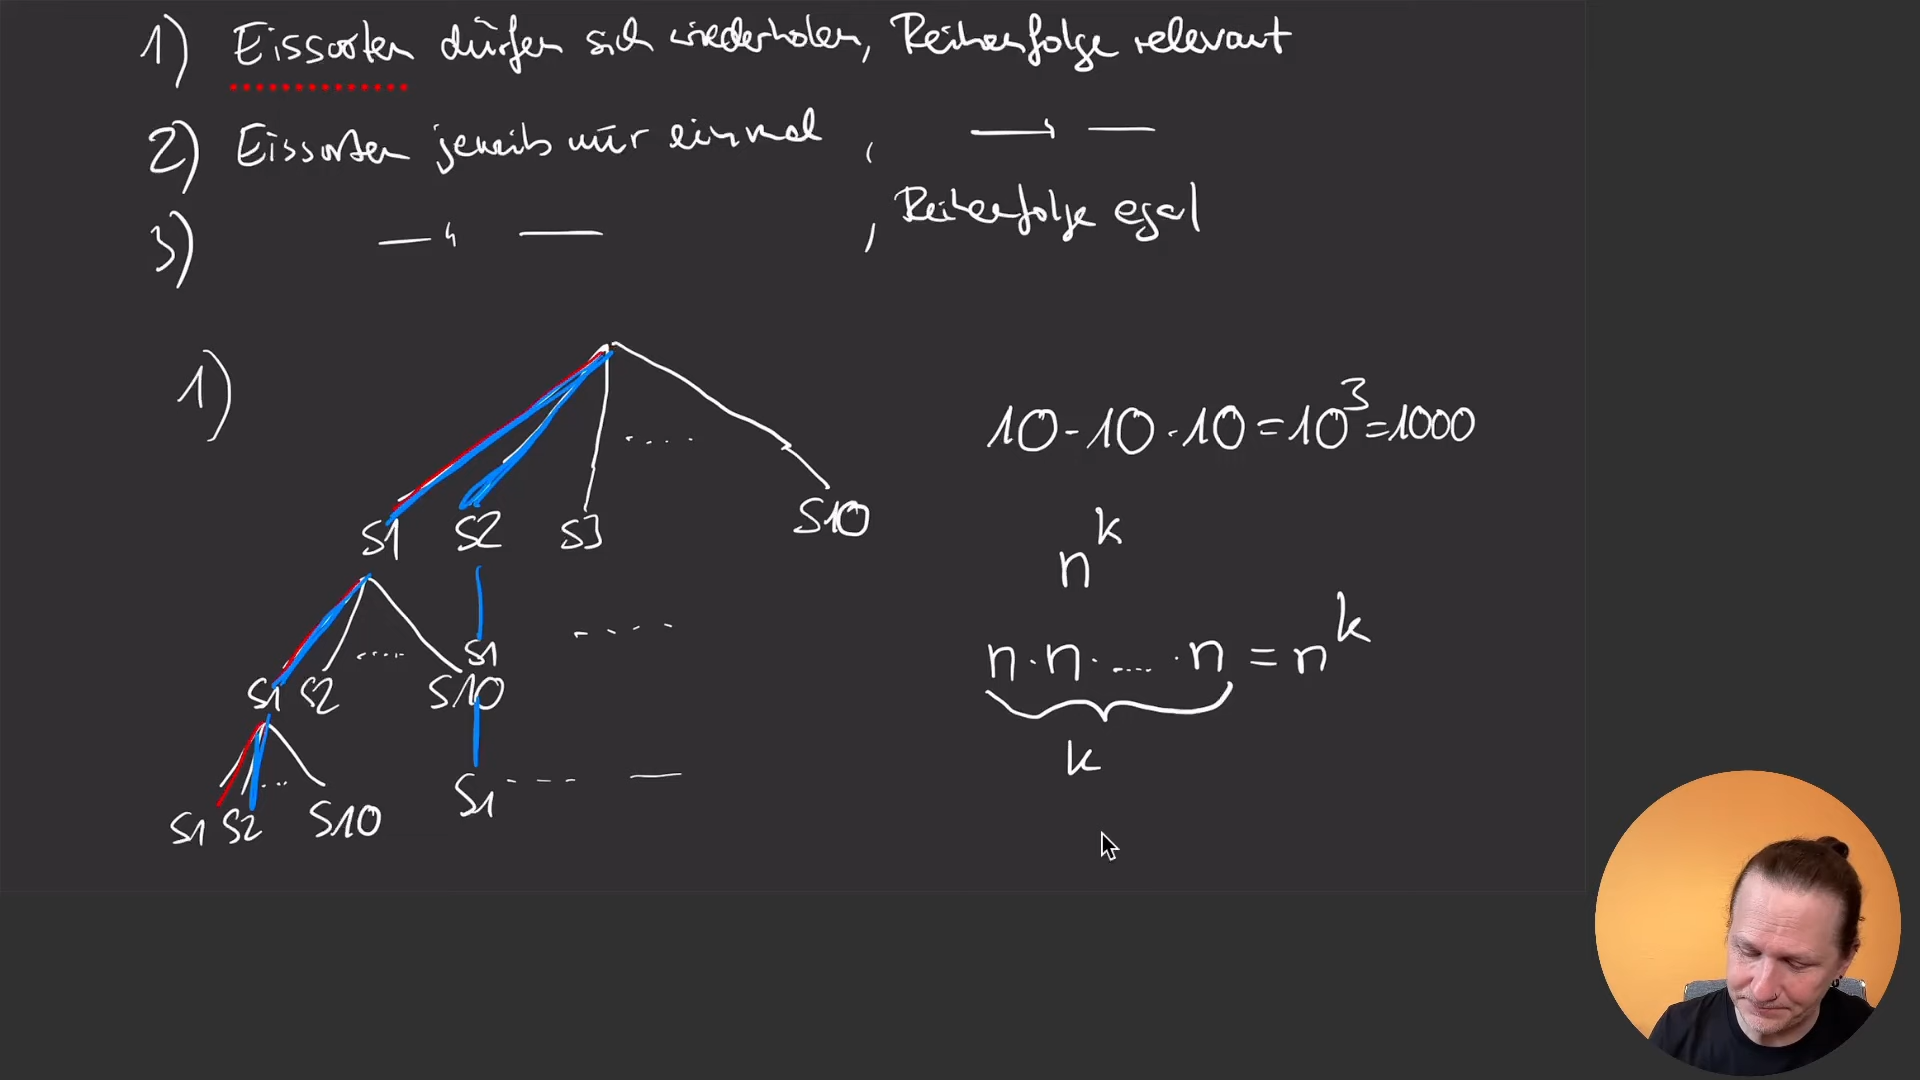 1) Eissorten dürfen sich wiederholen, Reihenfolge relevant
2) Eissorten jeweils nur einmal, — " —
3) — " — , Reihenfolge egal
1)
S1 S2 S3 .... S10
S1 S2 .... S10 S1 ....
S1 S2 ... S10 S1 --- —
10·10·10=10³=1000
n^k
n·n·....·n = n^k
k